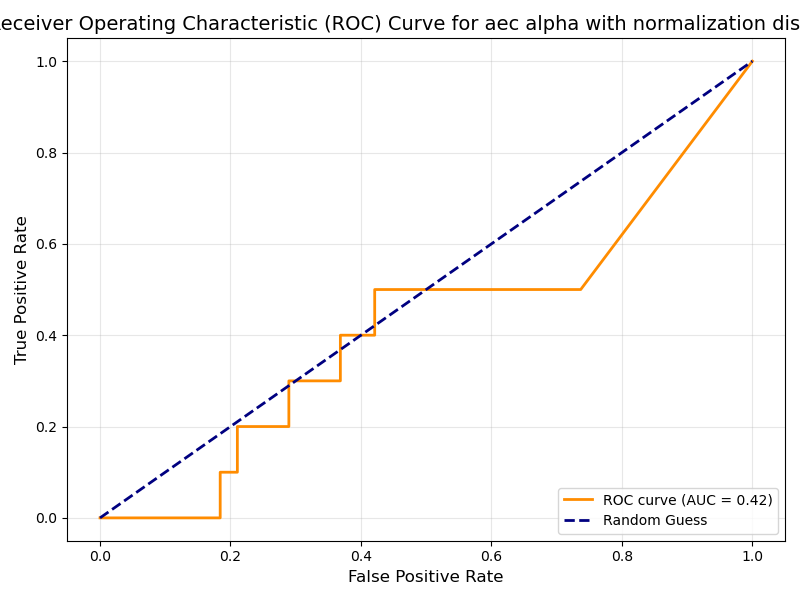 eceiver Operating Characteristic (ROC) Curve for aec alpha with normalization dis
True Positive Rate
1.0
0.8
0.6
0.4
0.2
0.0
ROC curve (AUC = 0.42)
Random Guess
0.0 0.2 0.4 0.6 0.8 1.0
False Positive Rate